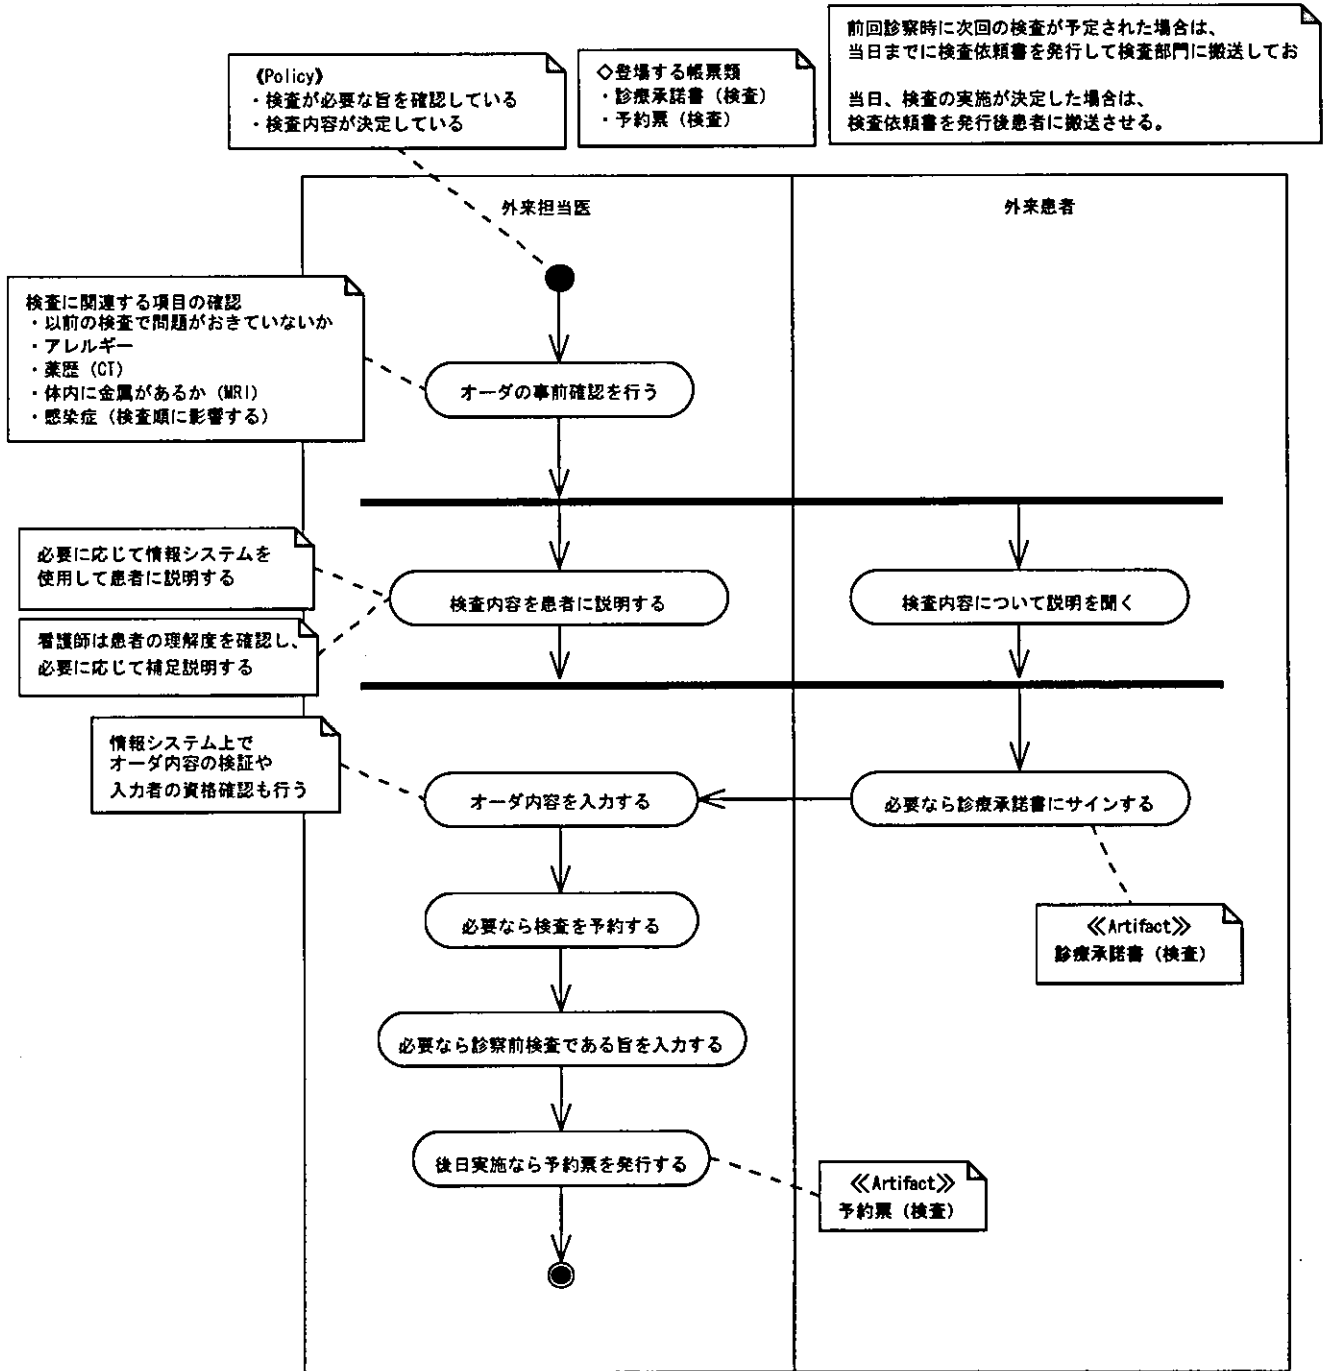 《Policy》
・検査が必要な旨を確認している
・検査内容が決定している
◇登場する帳票類
・診療承諾書（検査）
・予約票（検査）
前回診察時に次回の検査が予定された場合は、
当日までに検査依頼書を発行して検査部門に搬送してお
当日、検査の実施が決定した場合は、
検査依頼書を発行後患者に搬送させる。
外来担当医
外来患者
検査に関連する項目の確認
・以前の検査で問題がおきていないか
・アレルギー
・薬歴（CT）
・体内に金属があるか（MRI）
・感染症（検査順に影響する）
オーダの事前確認を行う
必要に応じて情報システムを
使用して患者に説明する
検査内容を患者に説明する
検査内容について説明を聞く
看護師は患者の理解度を確認し、
必要に応じて補足説明する
情報システム上で
オーダ内容の検証や
入力者の資格確認も行う
オーダ内容を入力する
必要なら診療承諾書にサインする
必要なら検査を予約する
≪Artifact≫
診療承諾書（検査）
必要なら診察前検査である旨を入力する
後日実施なら予約票を発行する
≪Artifact≫
予約票（検査）